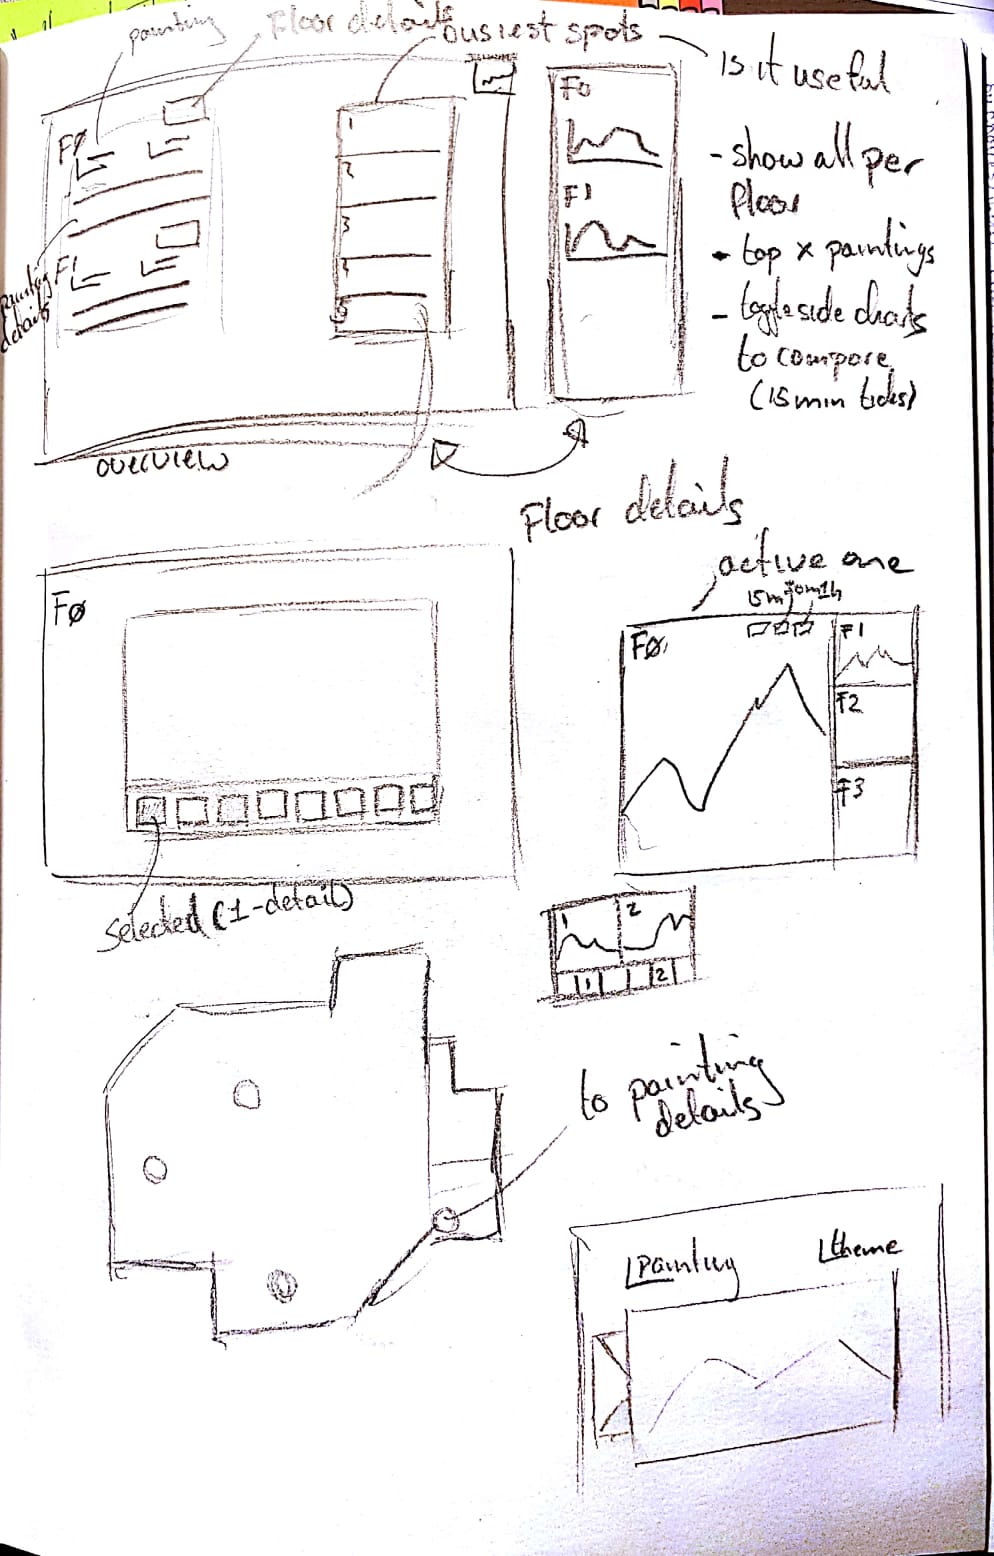 painting
Floor details
busiest spots
Is it useful
FØ
1
2
3
4
5
F1
painting
details
F0
F1
- show all per
floor
- top x paintings
- toggle side charts
to compare
(15 min ticks)
overview
Floor details
active one
15m 30m 1h
FØ
FØ
F1
F2
F3
selected (1-detail)
1
2
1
2
to painting
details
painting
theme